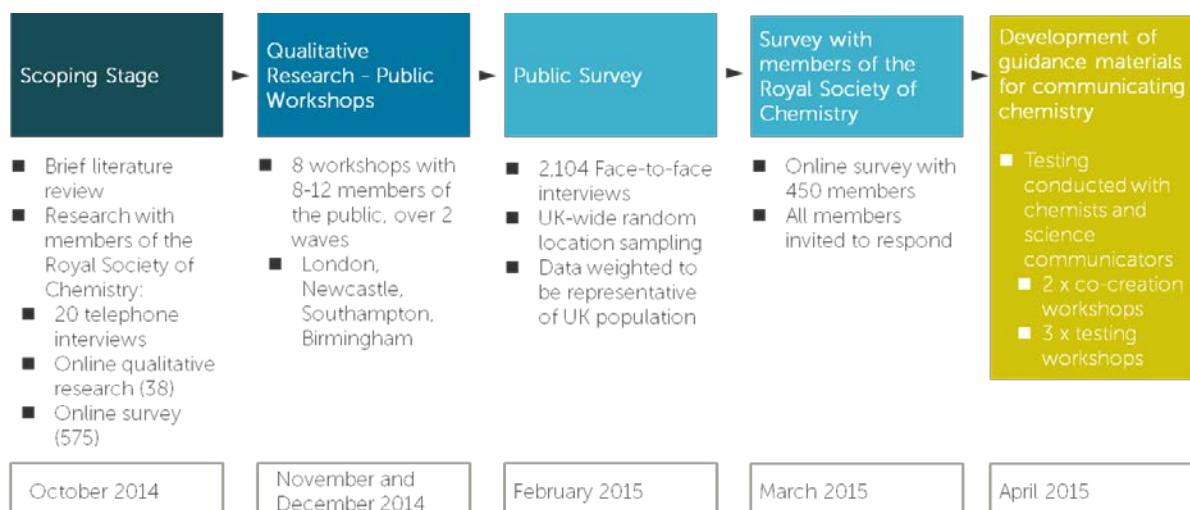 Scoping Stage
Brief literature
review
Research with
members of the
Royal Society of
Chemistry:
20 telephone
interviews
Online qualitative
research (38)
Online survey
(575)
October 2014
Qualitative
Research - Public
Workshops
8 workshops with
8-12 members of
the public, over 2
waves
London,
Newcastle,
Southampton,
Birmingham
November and
December 2014
Public Survey
2,104 Face-to-face
interviews
UK-wide random
location sampling
Data weighted to
be representative
of UK population
February 2015
Survey with
members of the
Royal Society of
Chemistry
Online survey with
450 members
All members
invited to respond
March 2015
Development of
guidance materials
for communicating
chemistry
Testing
conducted with
chemists and
science
communicators
2 x co-creation
workshops
3 x testing
workshops
April 2015